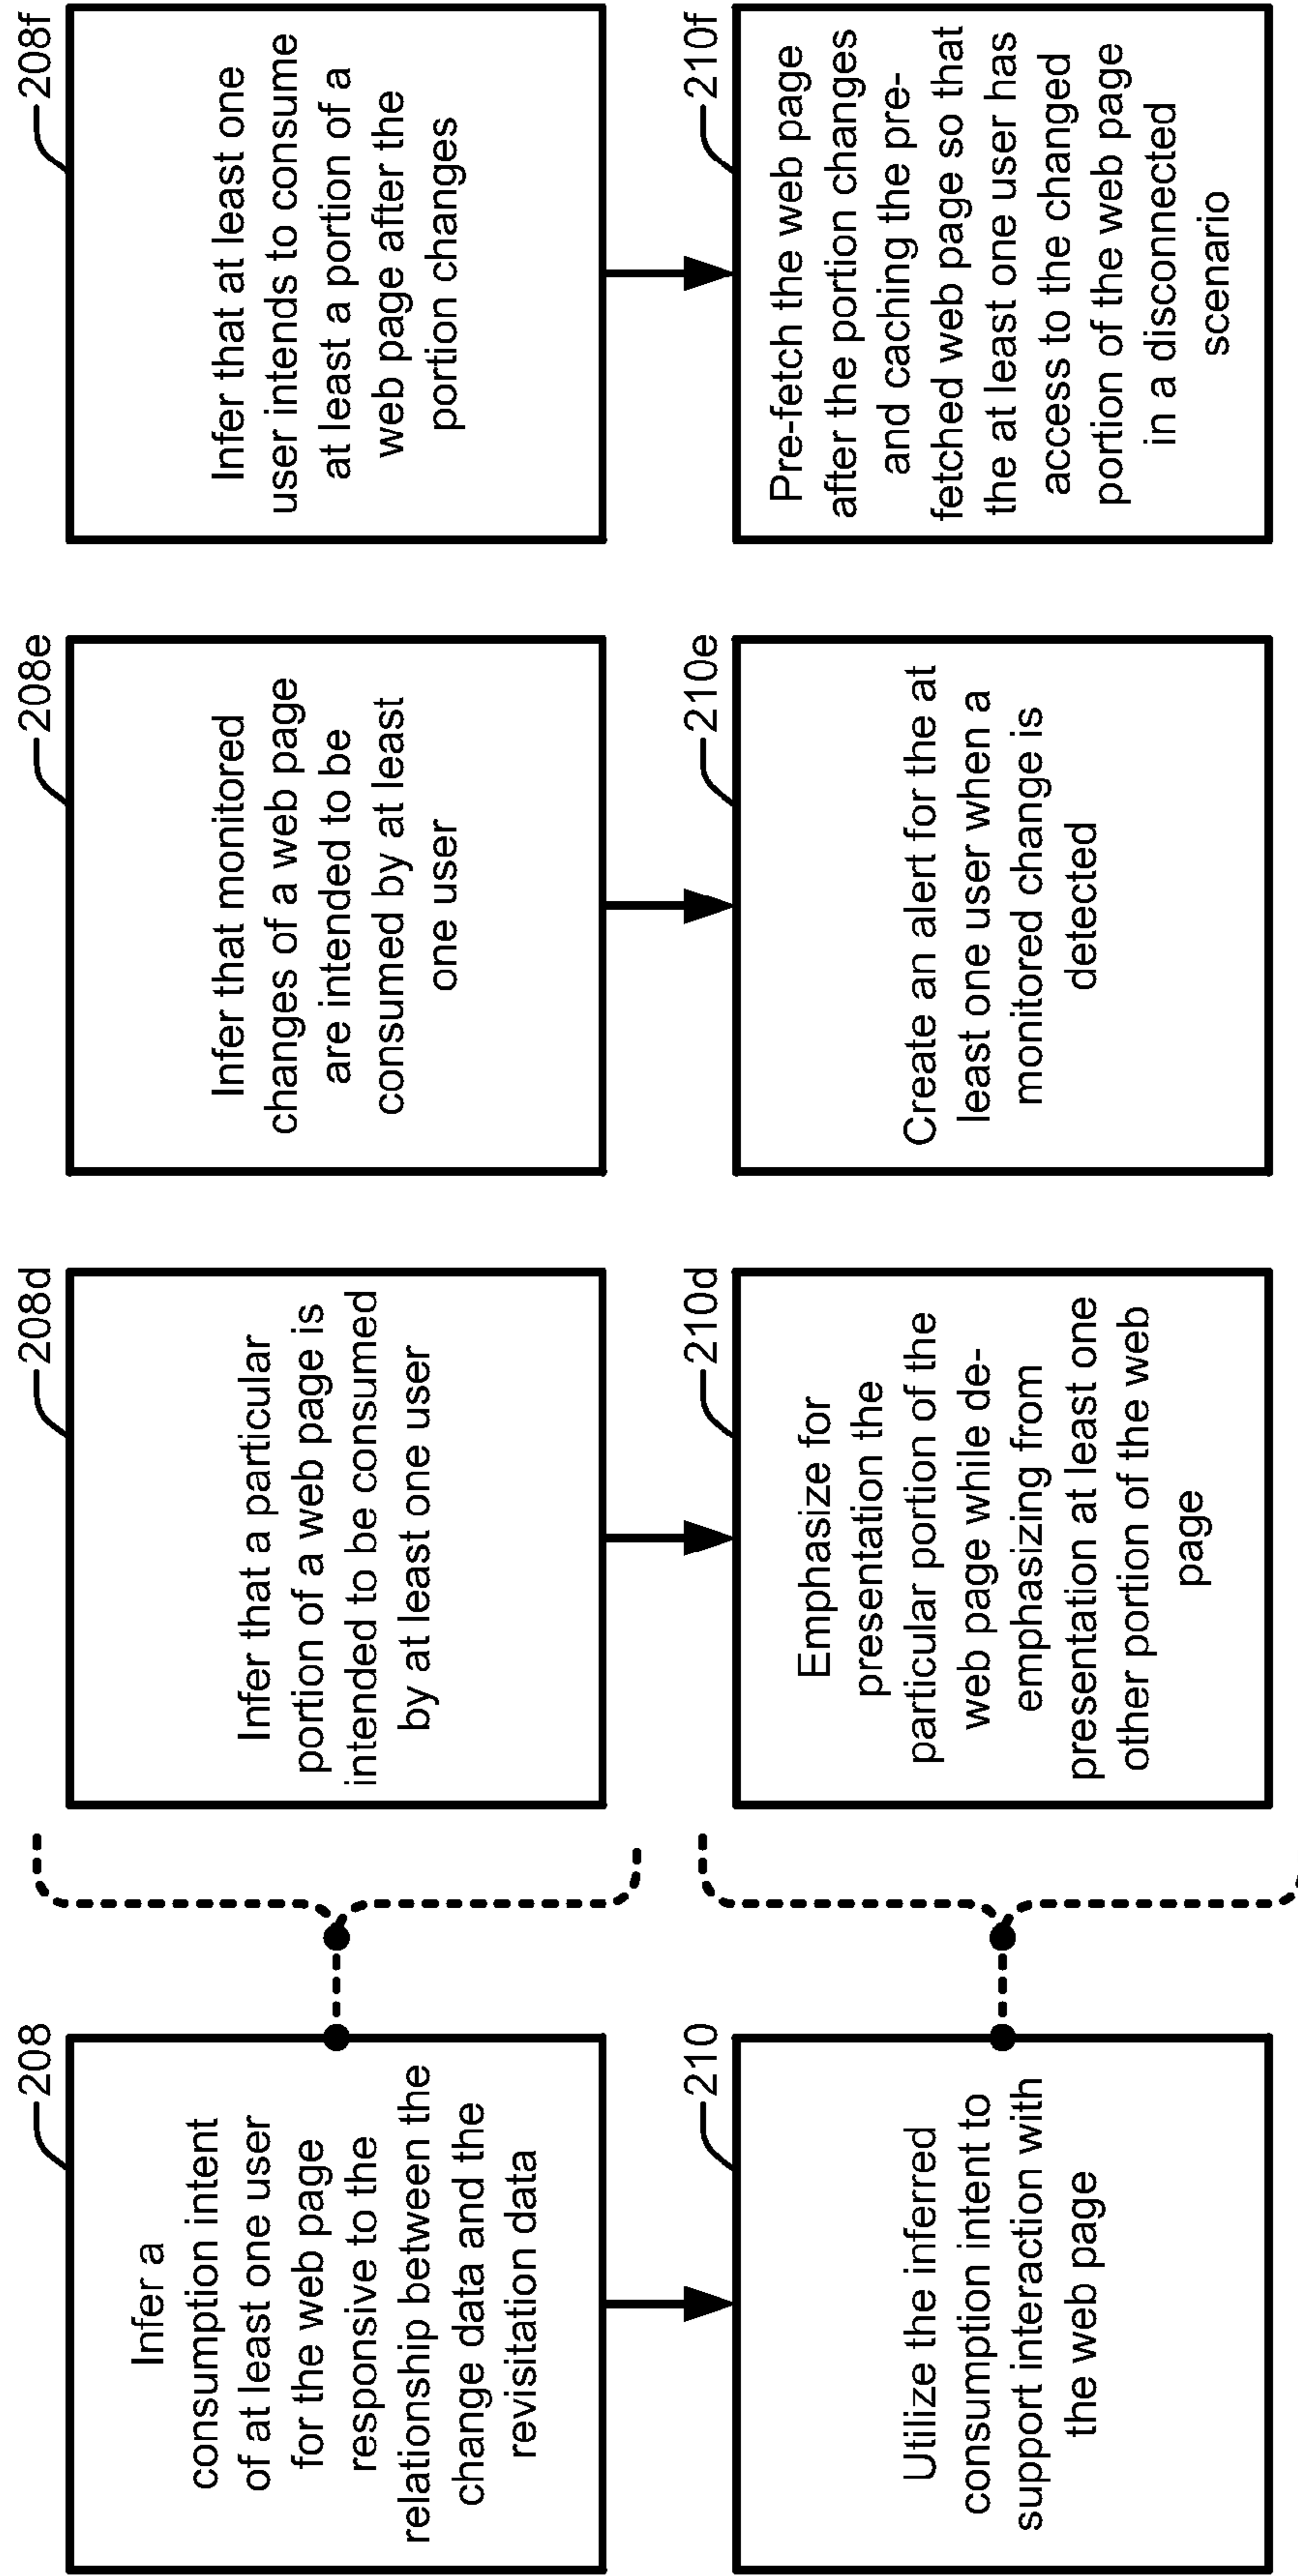 208
Infer a
consumption intent
of at least one user
for the web page
responsive to the
relationship between the
change data and the
revisitation data
208d
Infer that a particular
portion of a web page is
intended to be consumed
by at least one user
208e
Infer that monitored
changes of a web page
are intended to be
consumed by at least
one user
208f
Infer that at least one
user intends to consume
at least a portion of a
web page after the
portion changes
210
Utilize the inferred
consumption intent to
support interaction with
the web page
210d
Emphasize for
presentation the
particular portion of the
web page while de-
emphasizing from
presentation at least one
other portion of the web
page
210e
Create an alert for the at
least one user when a
monitored change is
detected
210f
Pre-fetch the web page
after the portion changes
and caching the pre-
fetched web page so that
the at least one user has
access to the changed
portion of the web page
in a disconnected
scenario